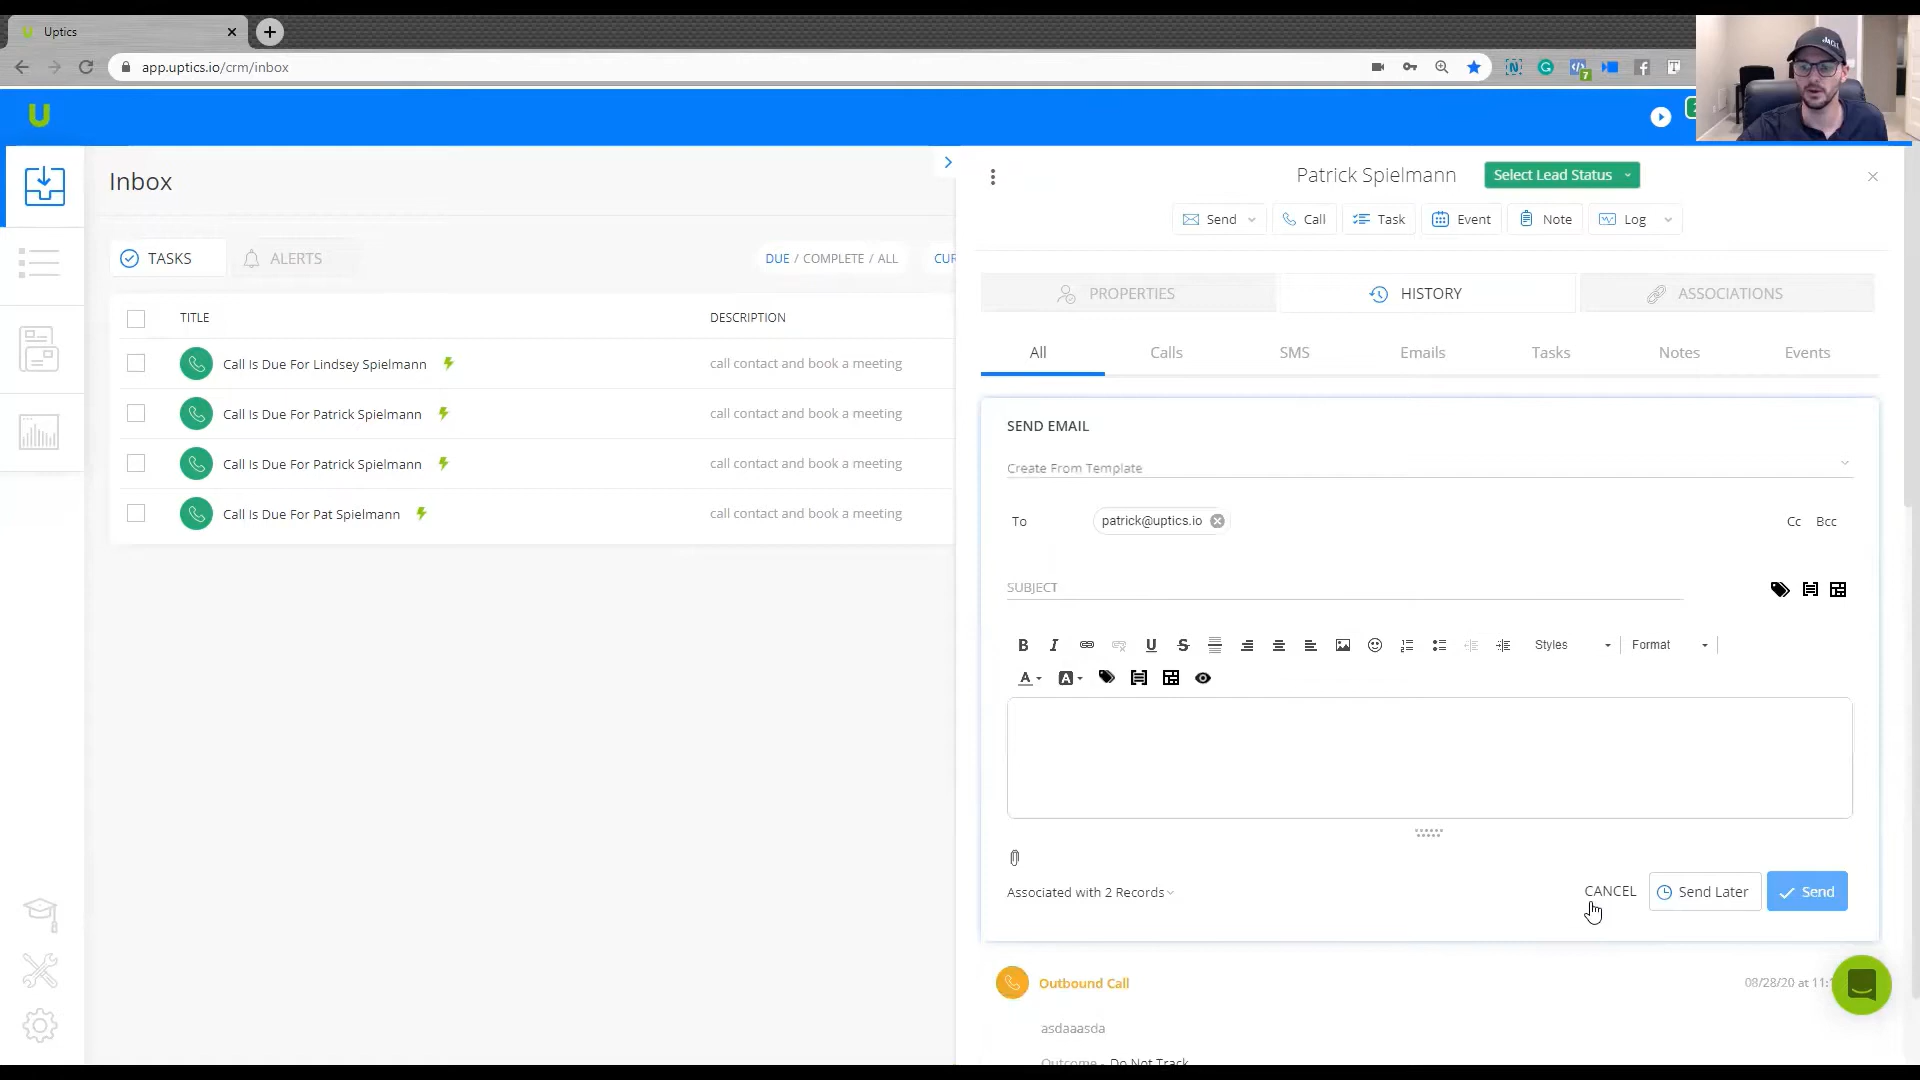 Uptics
app.uptics.io/crm/inbox
7
Inbox
TASKS
ALERTS
DUE / COMPLETE / ALL
TITLE
DESCRIPTION
Call Is Due For Lindsey Spielmann
call contact and book a meeting
Call Is Due For Patrick Spielmann
call contact and book a meeting
Call Is Due For Patrick Spielmann
call contact and book a meeting
Call Is Due For Pat Spielmann
call contact and book a meeting
Patrick Spielmann
Select Lead Status
Send
Call
Task
Event
Note
Log
PROPERTIES
HISTORY
ASSOCIATIONS
All
Calls
SMS
Emails
Tasks
Notes
Events
SEND EMAIL
Create From Template
To
patrick@uptics.io
Cc
Bcc
SUBJECT
Styles
Format
Associated with 2 Records
CANCEL
Send Later
Send
Outbound Call
08/28/20 at
asdaaasda
Outcome - Do Not Track